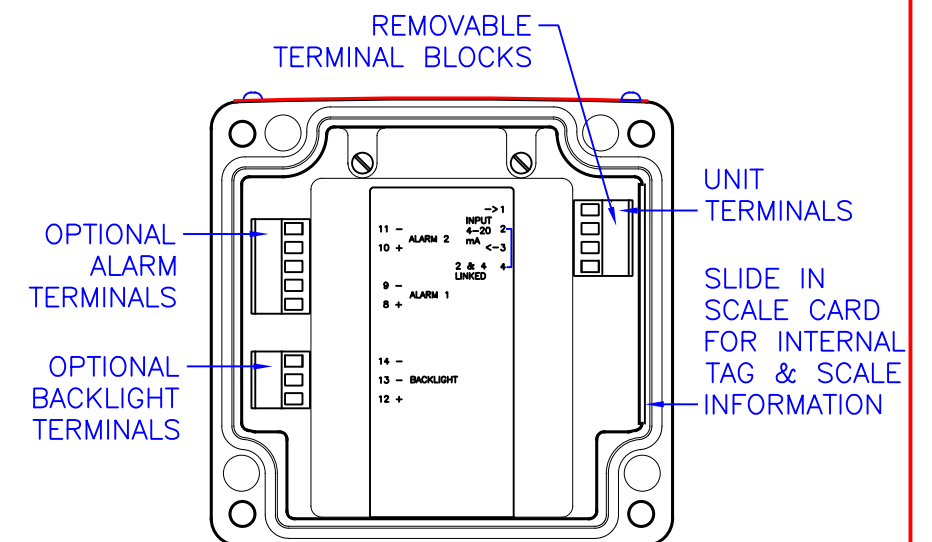 REMOVABLE
TERMINAL BLOCKS
UNIT
TERMINALS
OPTIONAL
ALARM
TERMINALS
SLIDE IN
SCALE CARD
FOR INTERNAL
TAG & SCALE
INFORMATION
OPTIONAL
BACKLIGHT
TERMINALS
->1
INPUT
4-20 2
mA
<-3
2 & 4 4
LINKED
11 -
ALARM 2
10 +
9 -
ALARM 1
8 +
14 -
13 - BACKLIGHT
12 +